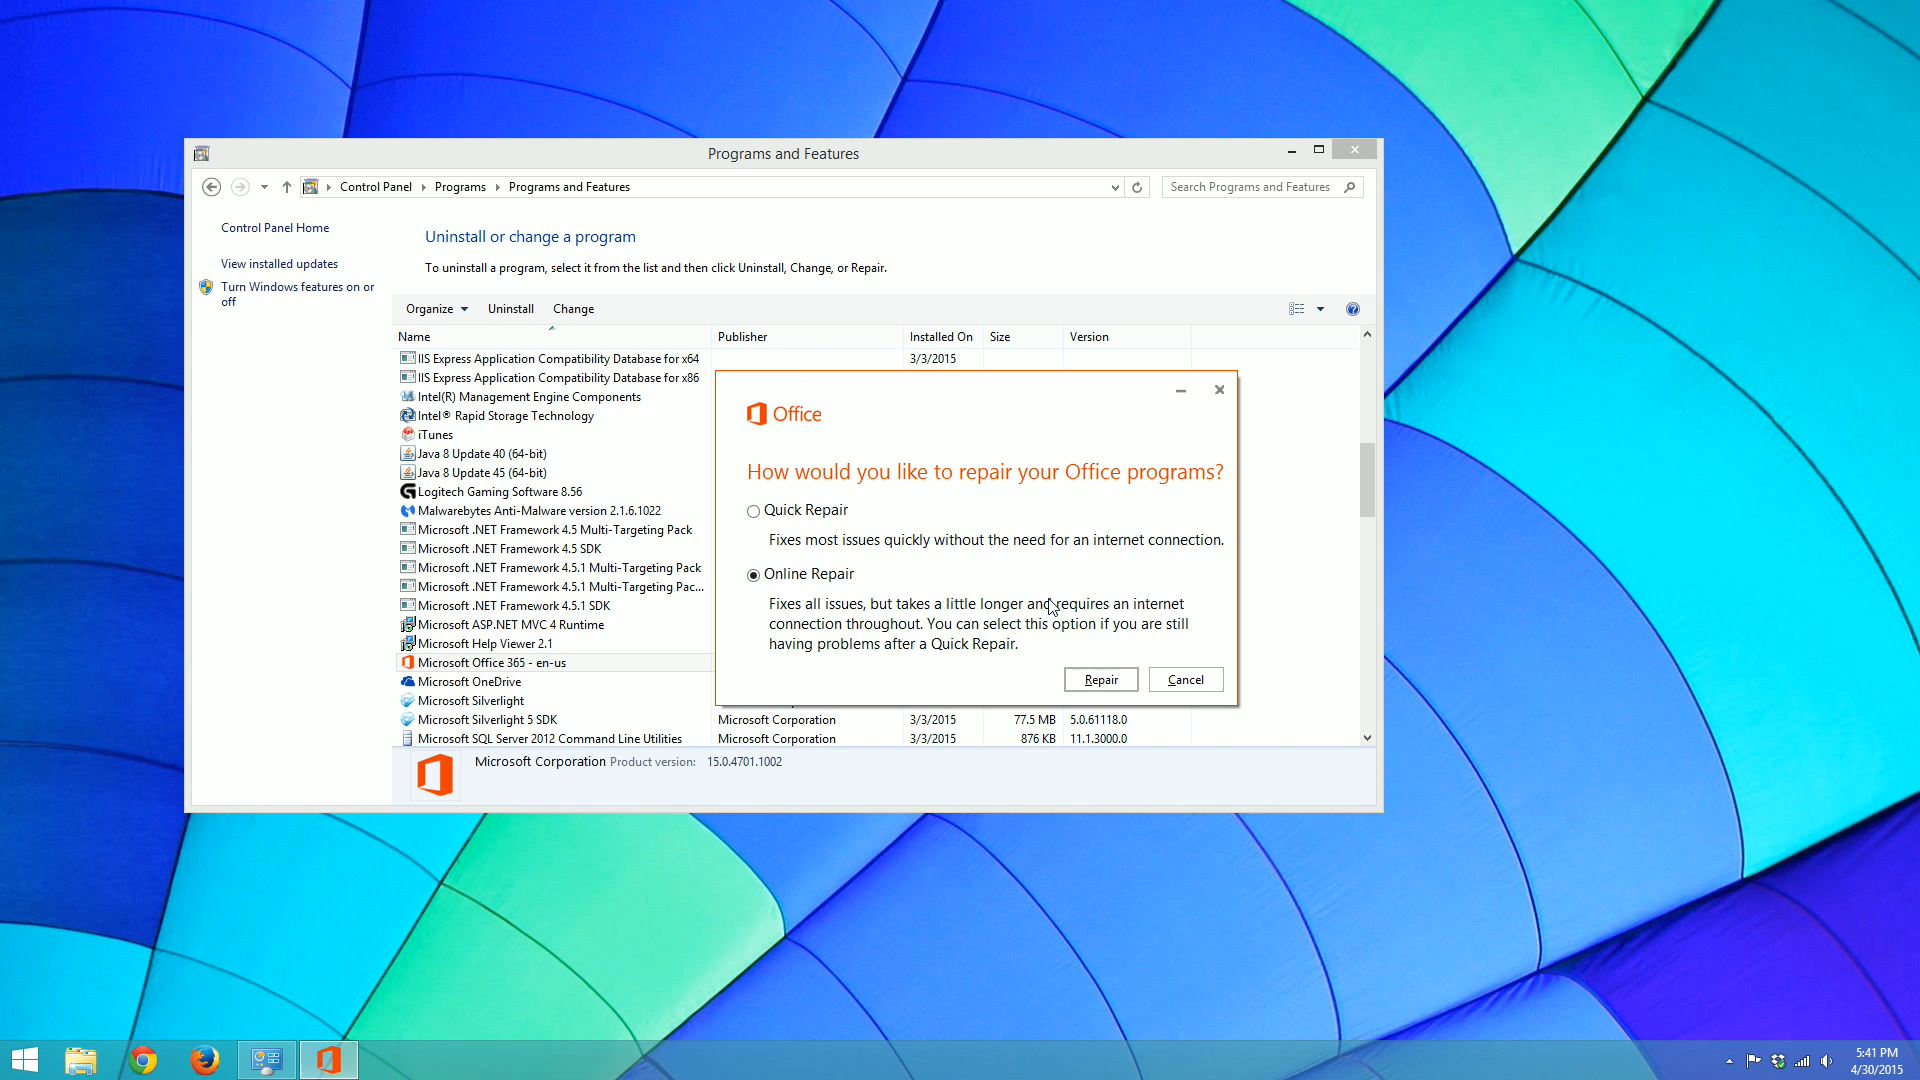 Programs and Features
Control Panel Programs Programs and Features
Search Programs and Features
Control Panel Home
View installed updates
Turn Windows features on or
off
Uninstall or change a program
To uninstall a program, select it from the list and then click Uninstall, Change, or Repair.
Organize Uninstall Change
Name Publisher Installed On Size Version
IIS Express Application Compatibility Database for x64 3/3/2015
IIS Express Application Compatibility Database for x86
Intel(R) Management Engine Components
Intel® Rapid Storage Technology
iTunes
Java 8 Update 40 (64-bit)
Java 8 Update 45 (64-bit)
Logitech Gaming Software 8.56
Malwarebytes Anti-Malware version 2.1.6.1022
Microsoft .NET Framework 4.5 Multi-Targeting Pack
Microsoft .NET Framework 4.5 SDK
Microsoft .NET Framework 4.5.1 Multi-Targeting Pack
Microsoft .NET Framework 4.5.1 Multi-Targeting Pac...
Microsoft .NET Framework 4.5.1 SDK
Microsoft ASP.NET MVC 4 Runtime
Microsoft Help Viewer 2.1
Microsoft Office 365 - en-us
Microsoft OneDrive
Microsoft Silverlight
Microsoft Silverlight 5 SDK Microsoft Corporation 3/3/2015 77.5 MB 5.0.61118.0
Microsoft SQL Server 2012 Command Line Utilities Microsoft Corporation 3/3/2015 876 KB 11.1.3000.0
Microsoft Corporation Product version: 15.0.4701.1002
Office
How would you like to repair your Office programs?
Quick Repair
Fixes most issues quickly without the need for an internet connection.
Online Repair
Fixes all issues, but takes a little longer and requires an internet
connection throughout. You can select this option if you are still
having problems after a Quick Repair.
Repair Cancel
5:41 PM
4/30/2015